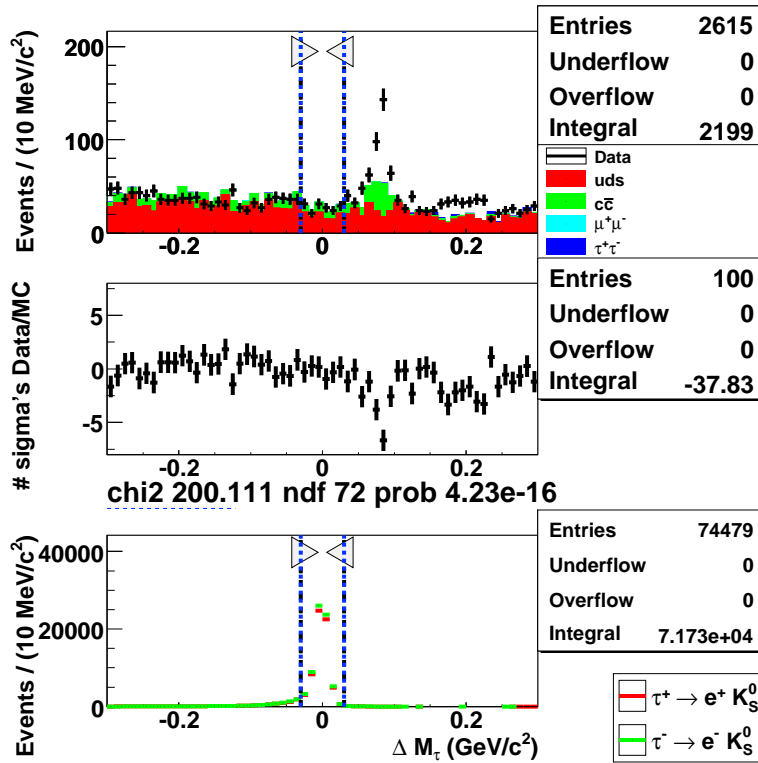 Entries 2615
Underflow 0
Overflow 0
Integral 2199
Data
uds
cc̅
μ⁺μ⁻
τ⁺τ⁻
Events / (10 MeV/c²)
200
100
0
-0.2 0 0.2
Entries 100
Underflow 0
Overflow 0
Integral -37.83
# sigma's Data/MC
5
0
-5
-0.2 0 0.2
chi2 200.111 ndf 72 prob 4.23e-16
Entries 74479
Underflow 0
Overflow 0
Integral 7.173e+04
Events / (10 MeV/c²)
40000
20000
0
-0.2 0 0.2
Δ M_τ (GeV/c²)
τ⁺ → e⁺ K_S⁰
τ⁻ → e⁻ K_S⁰